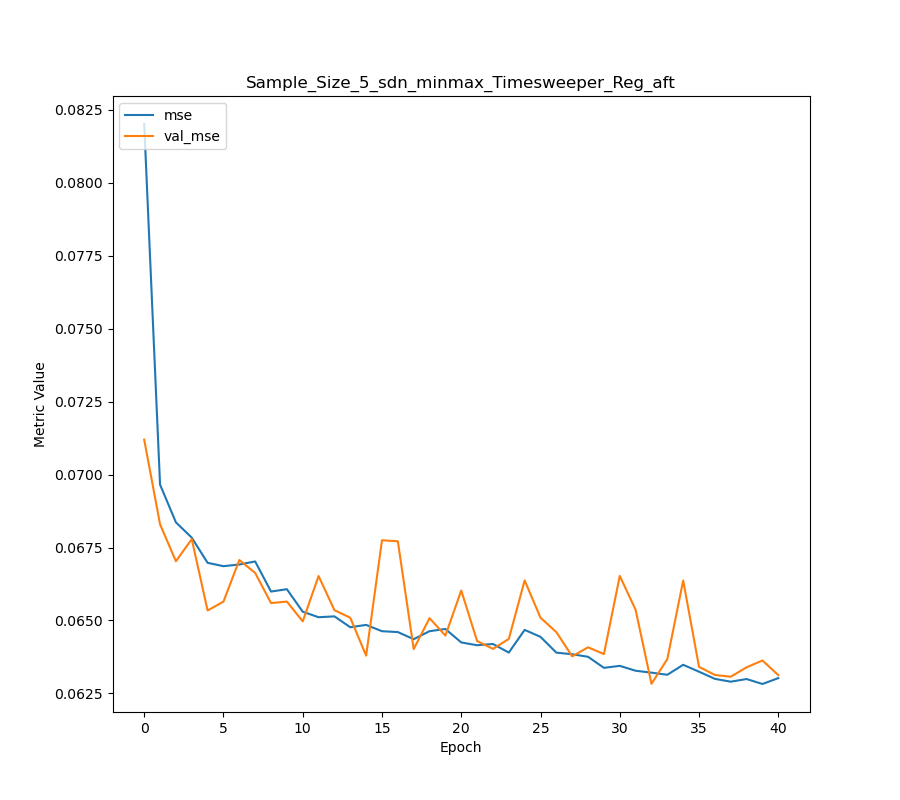 Sample_Size_5_sdn_minmax_Timesweeper_Reg_aft
mse
val_mse
0.0825
0.0800
0.0775
0.0750
0.0725
0.0700
0.0675
0.0650
0.0625
Metric Value
0 5 10 15 20 25 30 35 40
Epoch